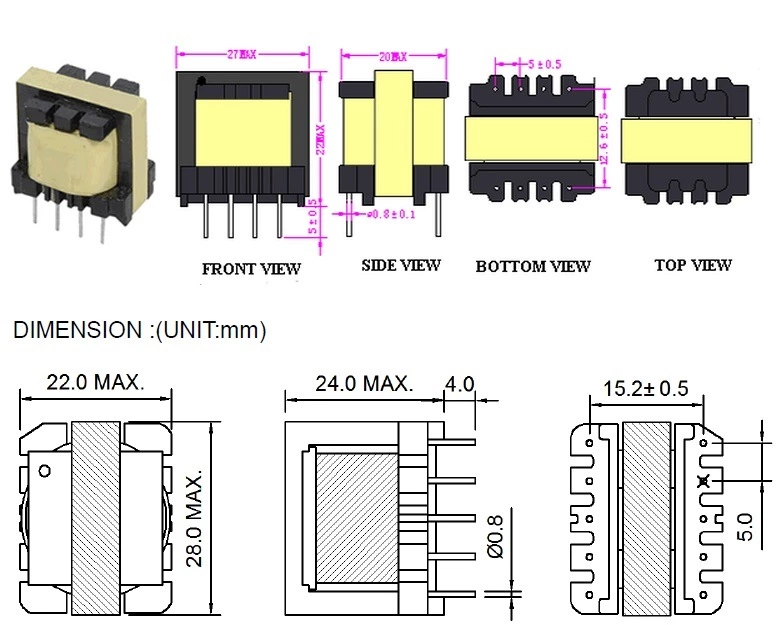 27MAX
20MAX
5±0.5
22MAX
12.6±0.5
5±0.5
ø0.8±0.1
FRONT VIEW
SIDE VIEW
BOTTOM VIEW
TOP VIEW
DIMENSION :(UNIT:mm)
22.0 MAX.
24.0 MAX.
4.0
15.2± 0.5
28.0 MAX.
Ø0.8
5.0